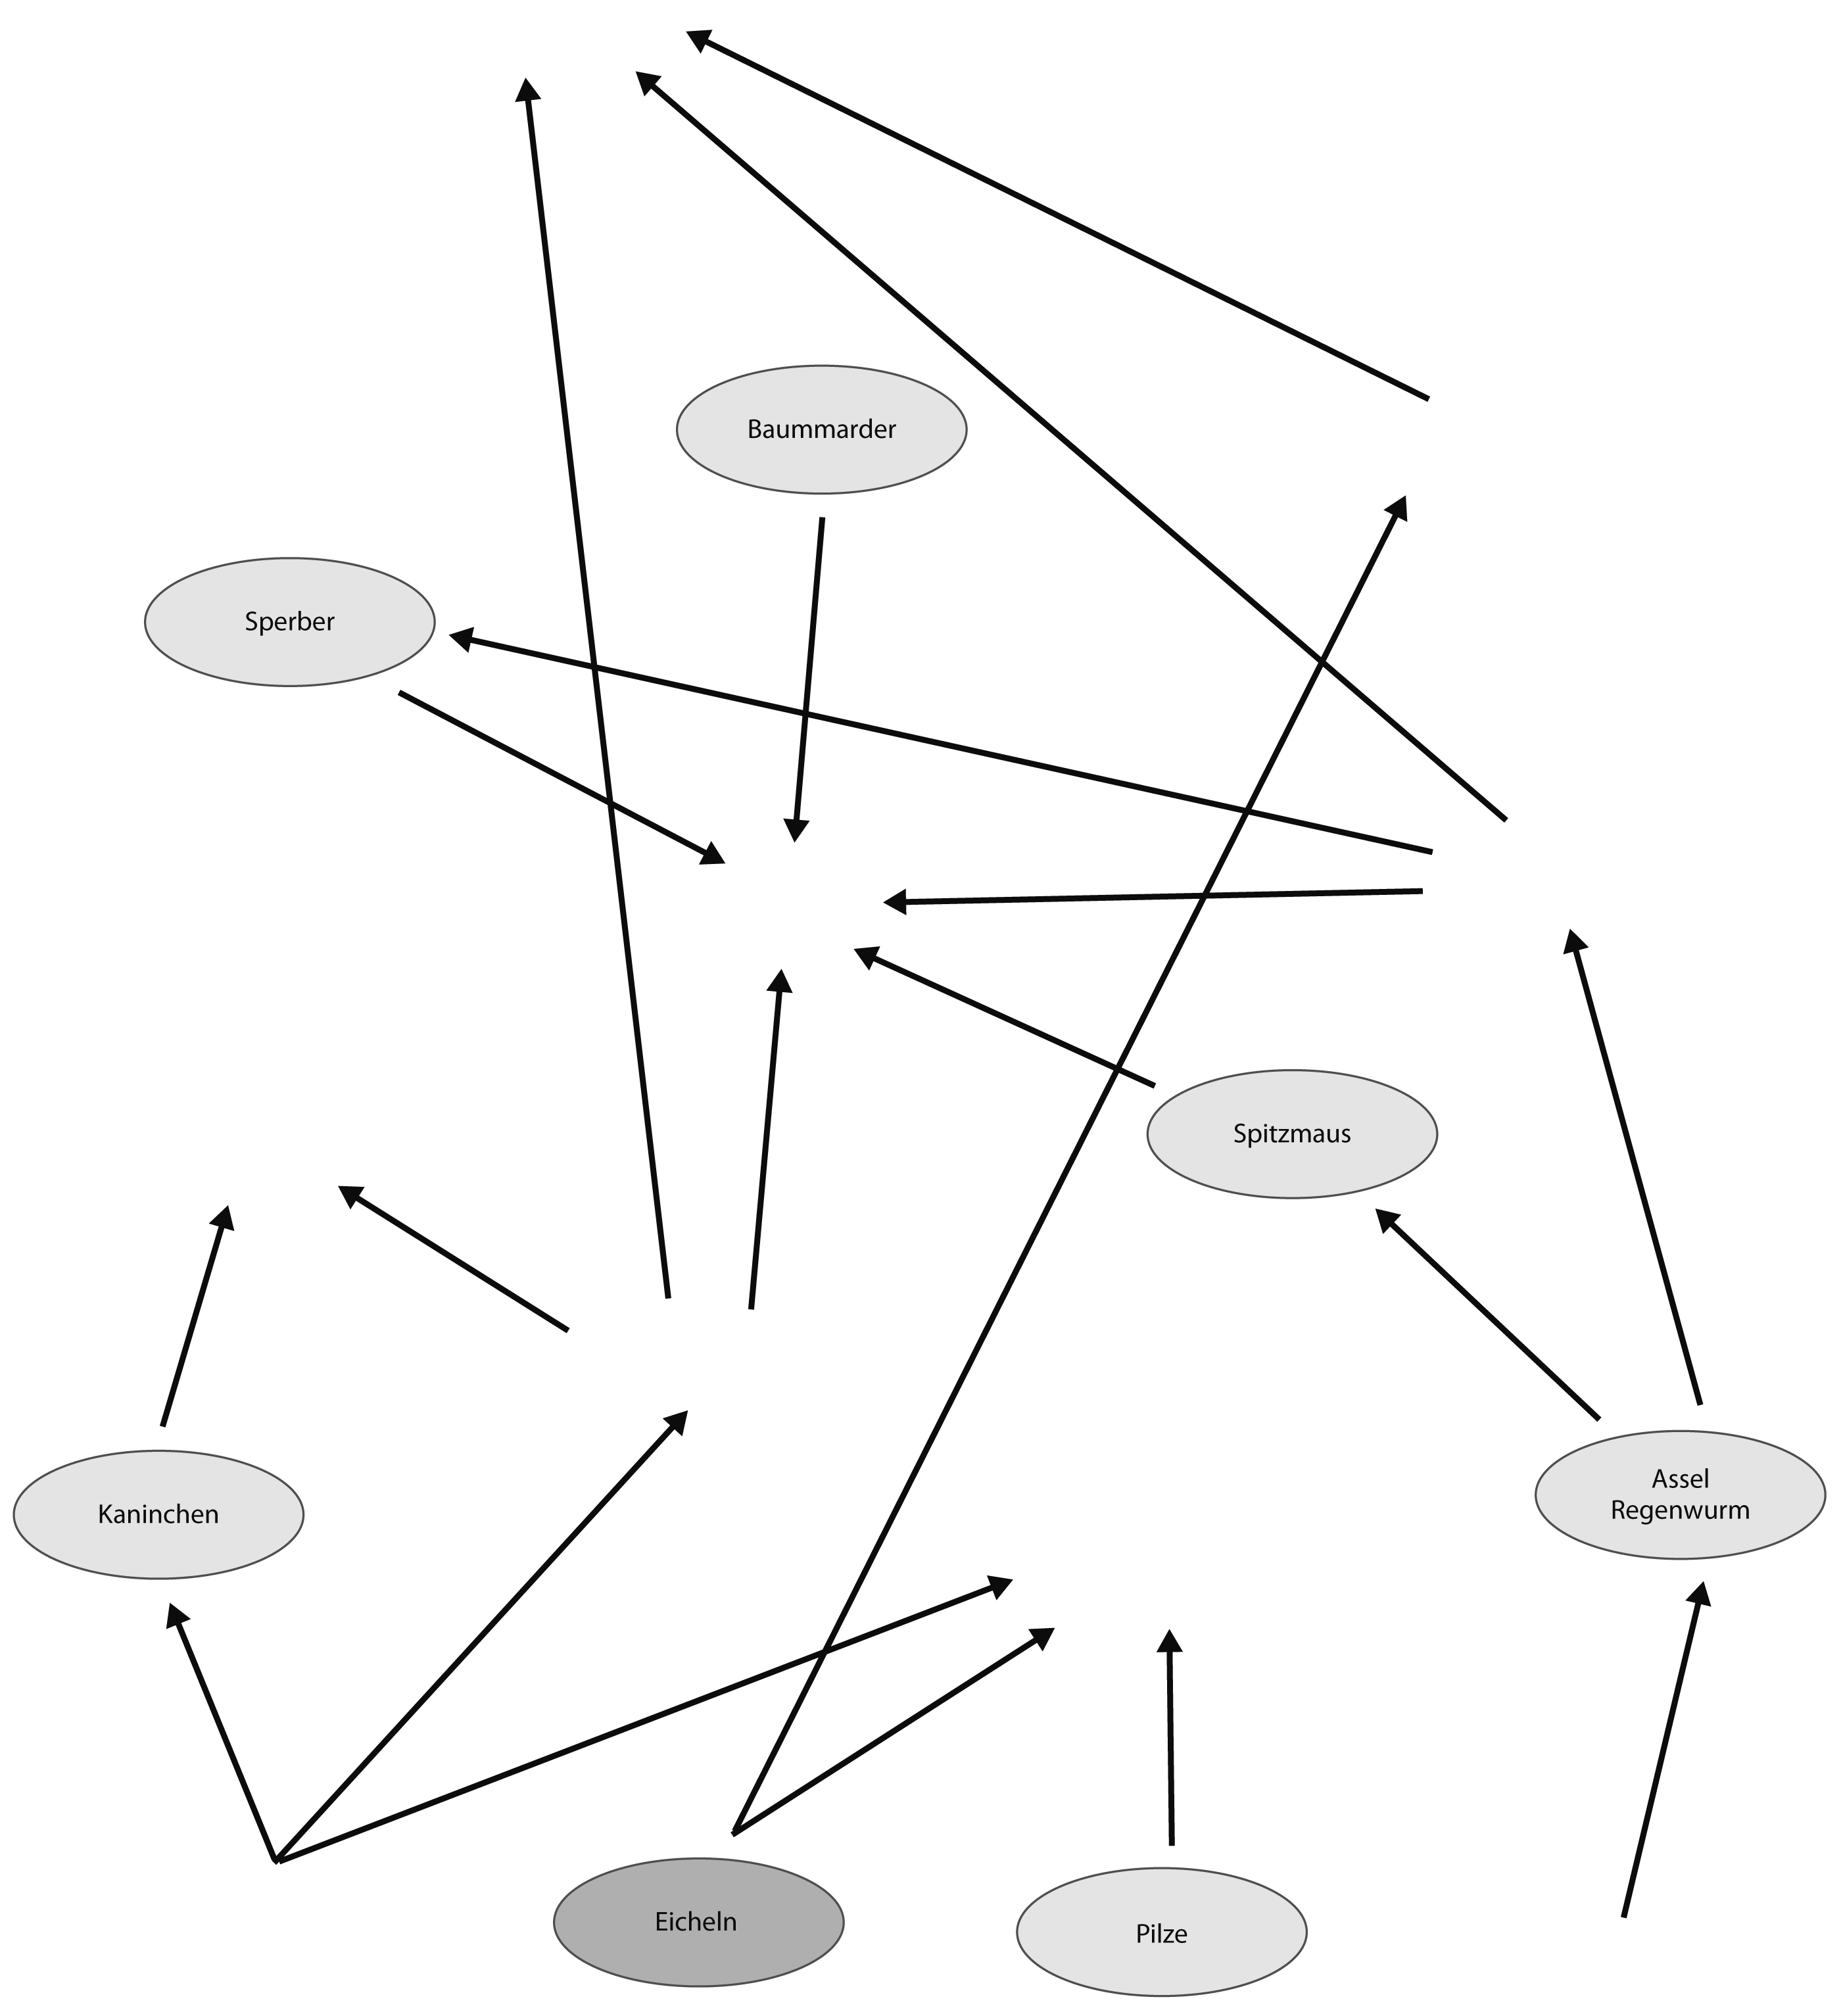 Baummarder
Sperber
Spitzmaus
Kaninchen
Assel
Regenwurm
Eicheln
Pilze